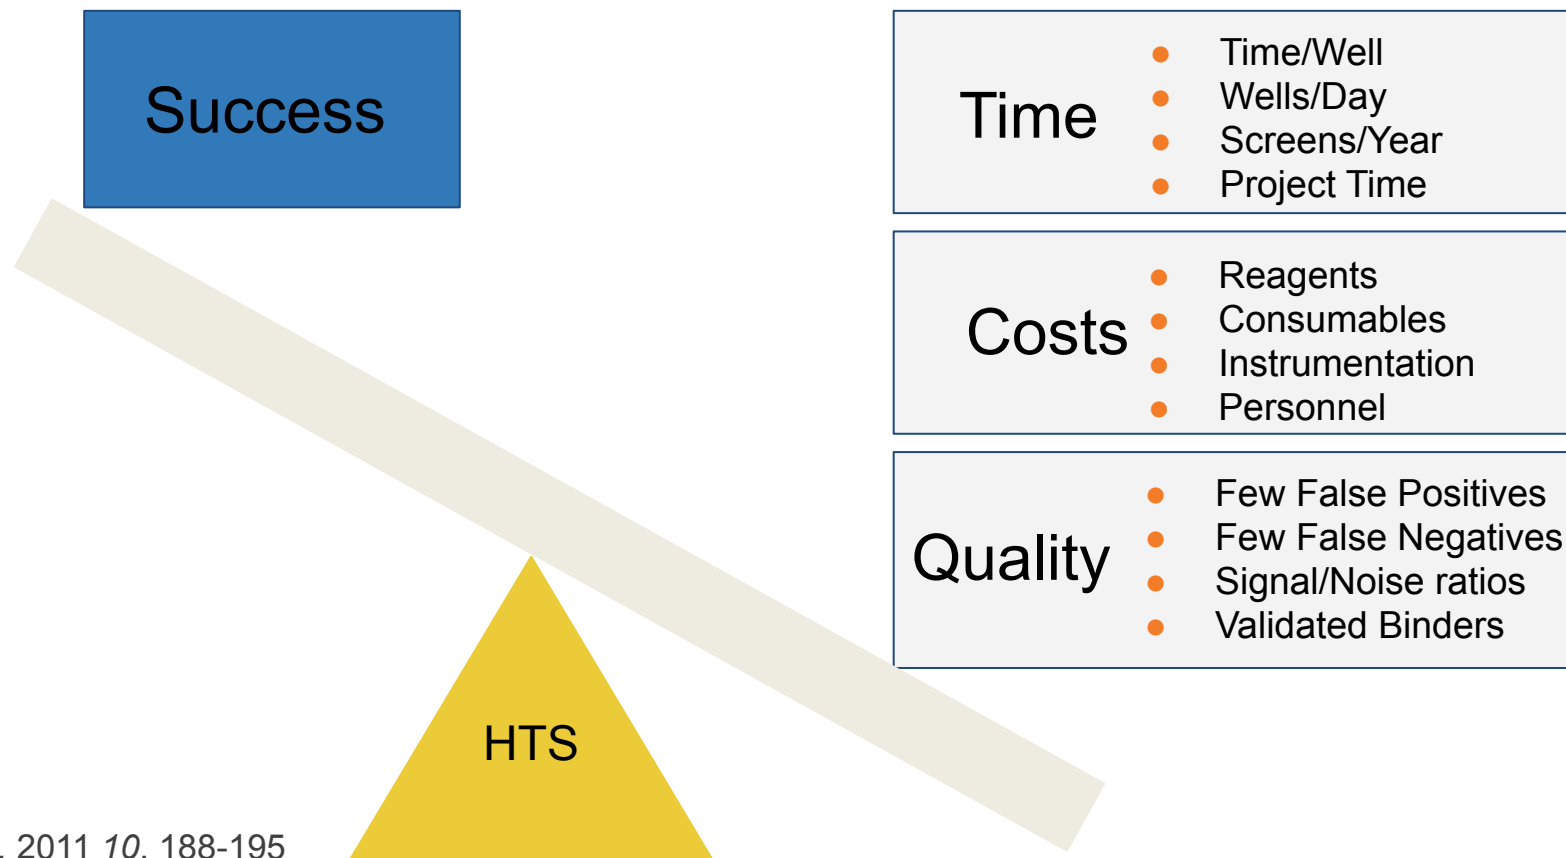 Success
Time
Time/Well
Wells/Day
Screens/Year
Project Time
Costs
Reagents
Consumables
Instrumentation
Personnel
Quality
Few False Positives
Few False Negatives
Signal/Noise ratios
Validated Binders
HTS
. 2011 10, 188-195